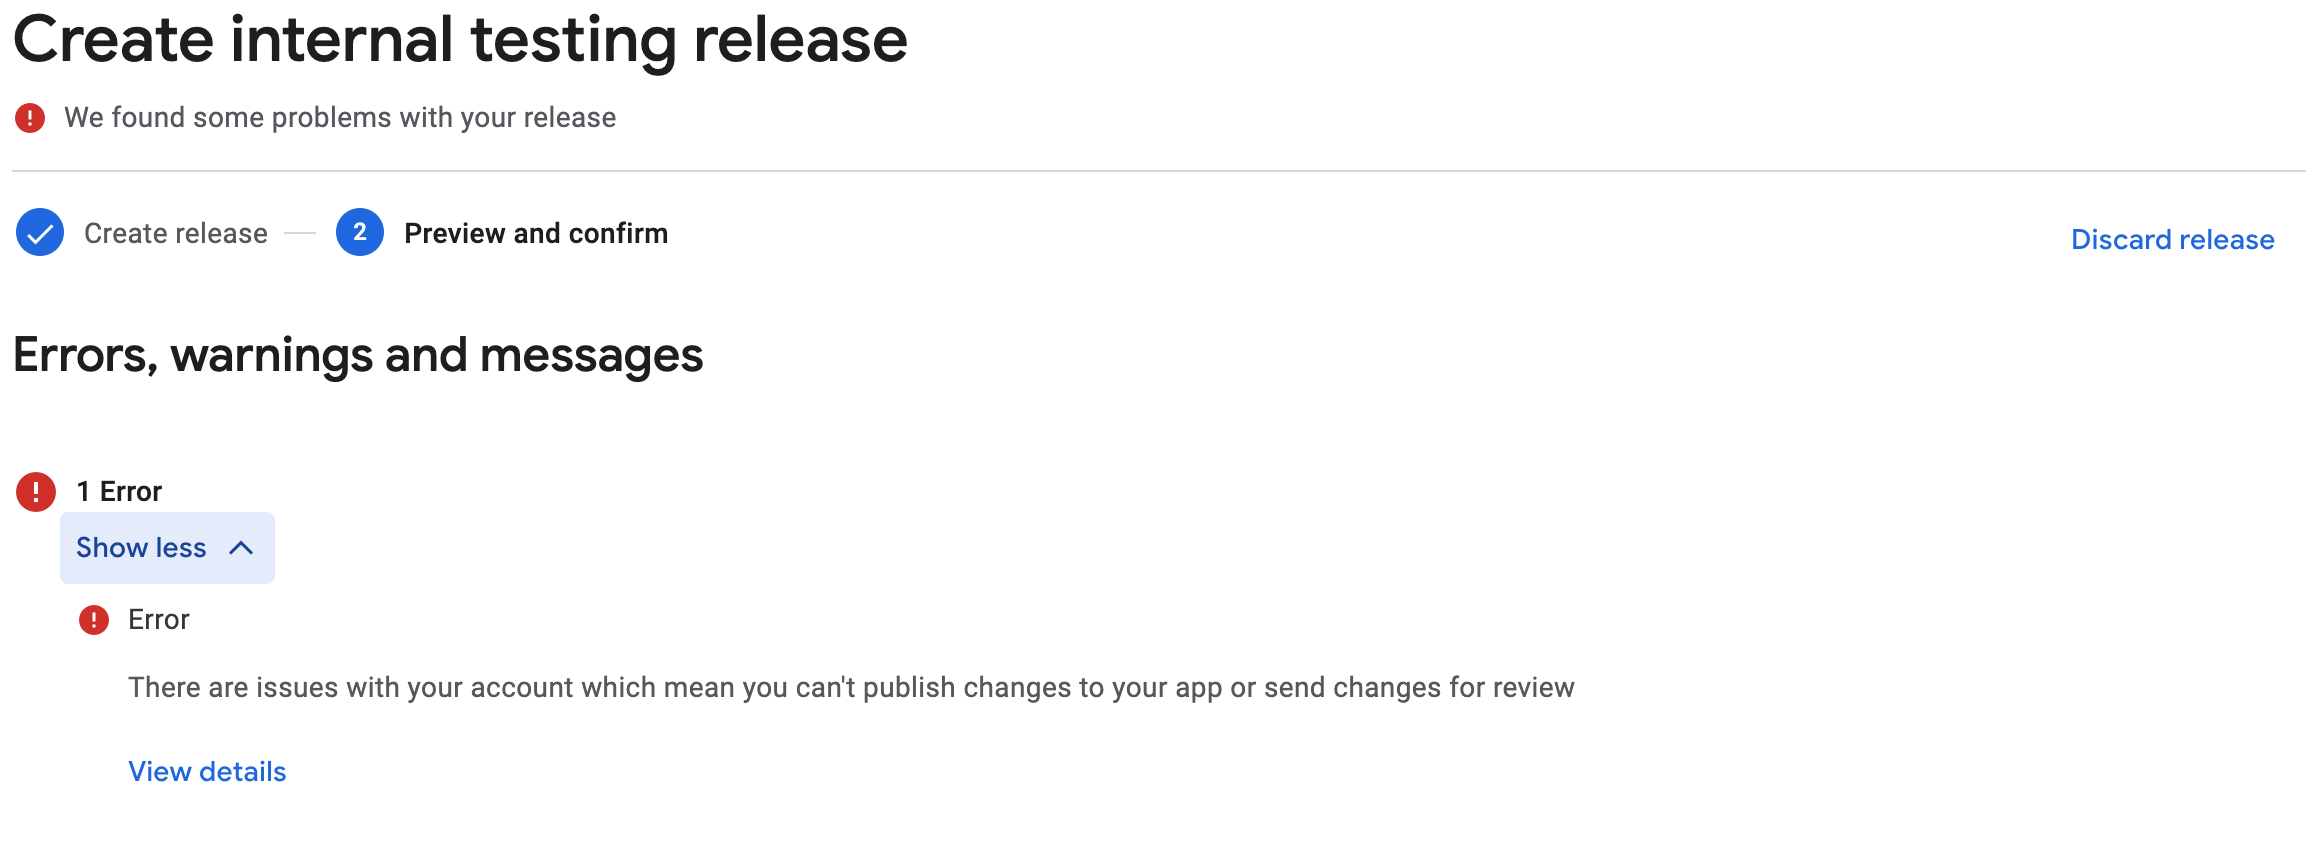 Create internal testing release
We found some problems with your release
Create release
2 Preview and confirm
Discard release
Errors, warnings and messages
1 Error
Show less
Error
There are issues with your account which mean you can't publish changes to your app or send changes for review
View details